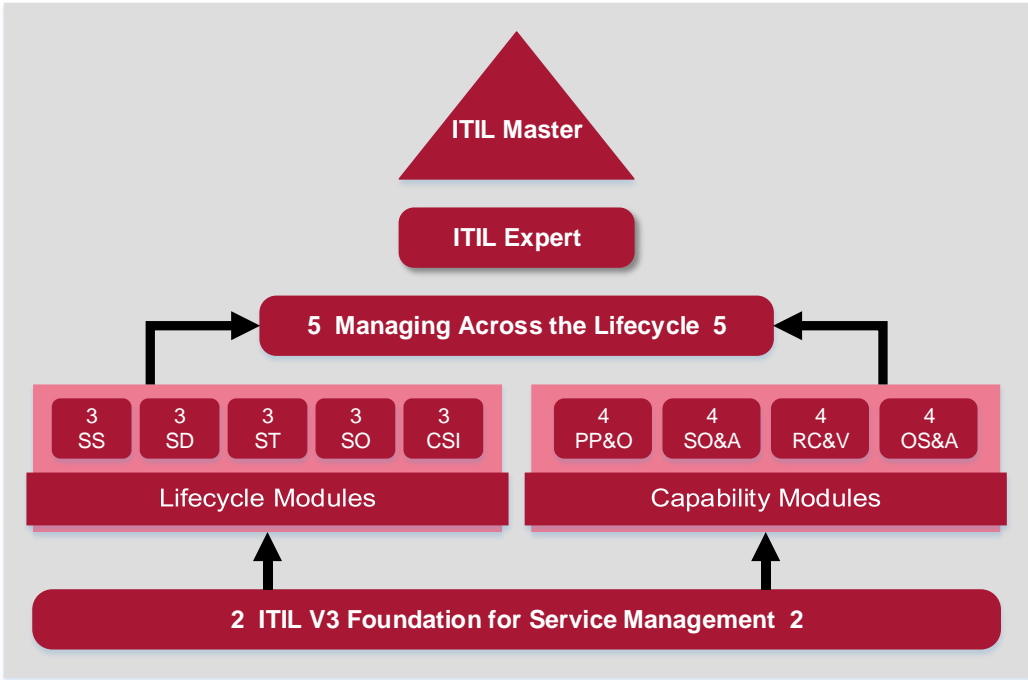 ITIL Master
ITIL Expert
5 Managing Across the Lifecycle 5
3 3 3 3 3
SS SD ST SO CSI
4 4 4 4
PP&O SO&A RC&V OS&A
Lifecycle Modules
Capability Modules
2 ITIL V3 Foundation for Service Management 2